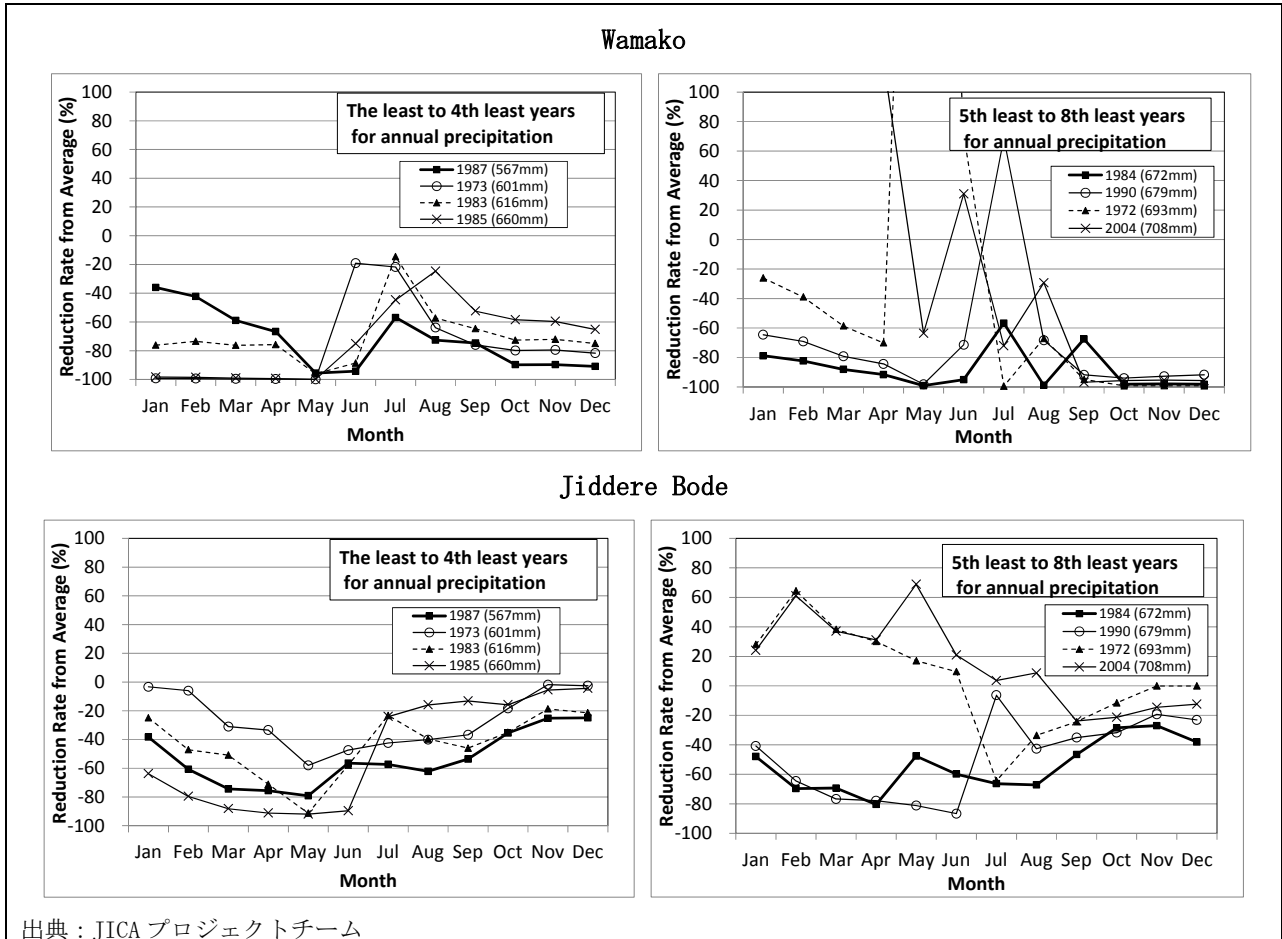 Wamako
The least to 4th least years
for annual precipitation
1987 (567mm)
1973 (601mm)
1983 (616mm)
1985 (660mm)
Reduction Rate from Average (%)
100
80
60
40
20
0
-20
-40
-60
-80
-100
Jan Feb Mar Apr May Jun Jul Aug Sep Oct Nov Dec
Month
5th least to 8th least years
for annual precipitation
1984 (672mm)
1990 (679mm)
1972 (693mm)
2004 (708mm)
Reduction Rate from Average (%)
100
80
60
40
20
0
-20
-40
-60
-80
-100
Jan Feb Mar Apr May Jun Jul Aug Sep Oct Nov Dec
Month
Jiddere Bode
The least to 4th least years
for annual precipitation
1987 (567mm)
1973 (601mm)
1983 (616mm)
1985 (660mm)
Reduction Rate from Average (%)
100
80
60
40
20
0
-20
-40
-60
-80
-100
Jan Feb Mar Apr May Jun Jul Aug Sep Oct Nov Dec
Month
5th least to 8th least years
for annual precipitation
1984 (672mm)
1990 (679mm)
1972 (693mm)
2004 (708mm)
Reduction Rate from Average (%)
100
80
60
40
20
0
-20
-40
-60
-80
-100
Jan Feb Mar Apr May Jun Jul Aug Sep Oct Nov Dec
Month
出典：JICA プロジェクトチーム